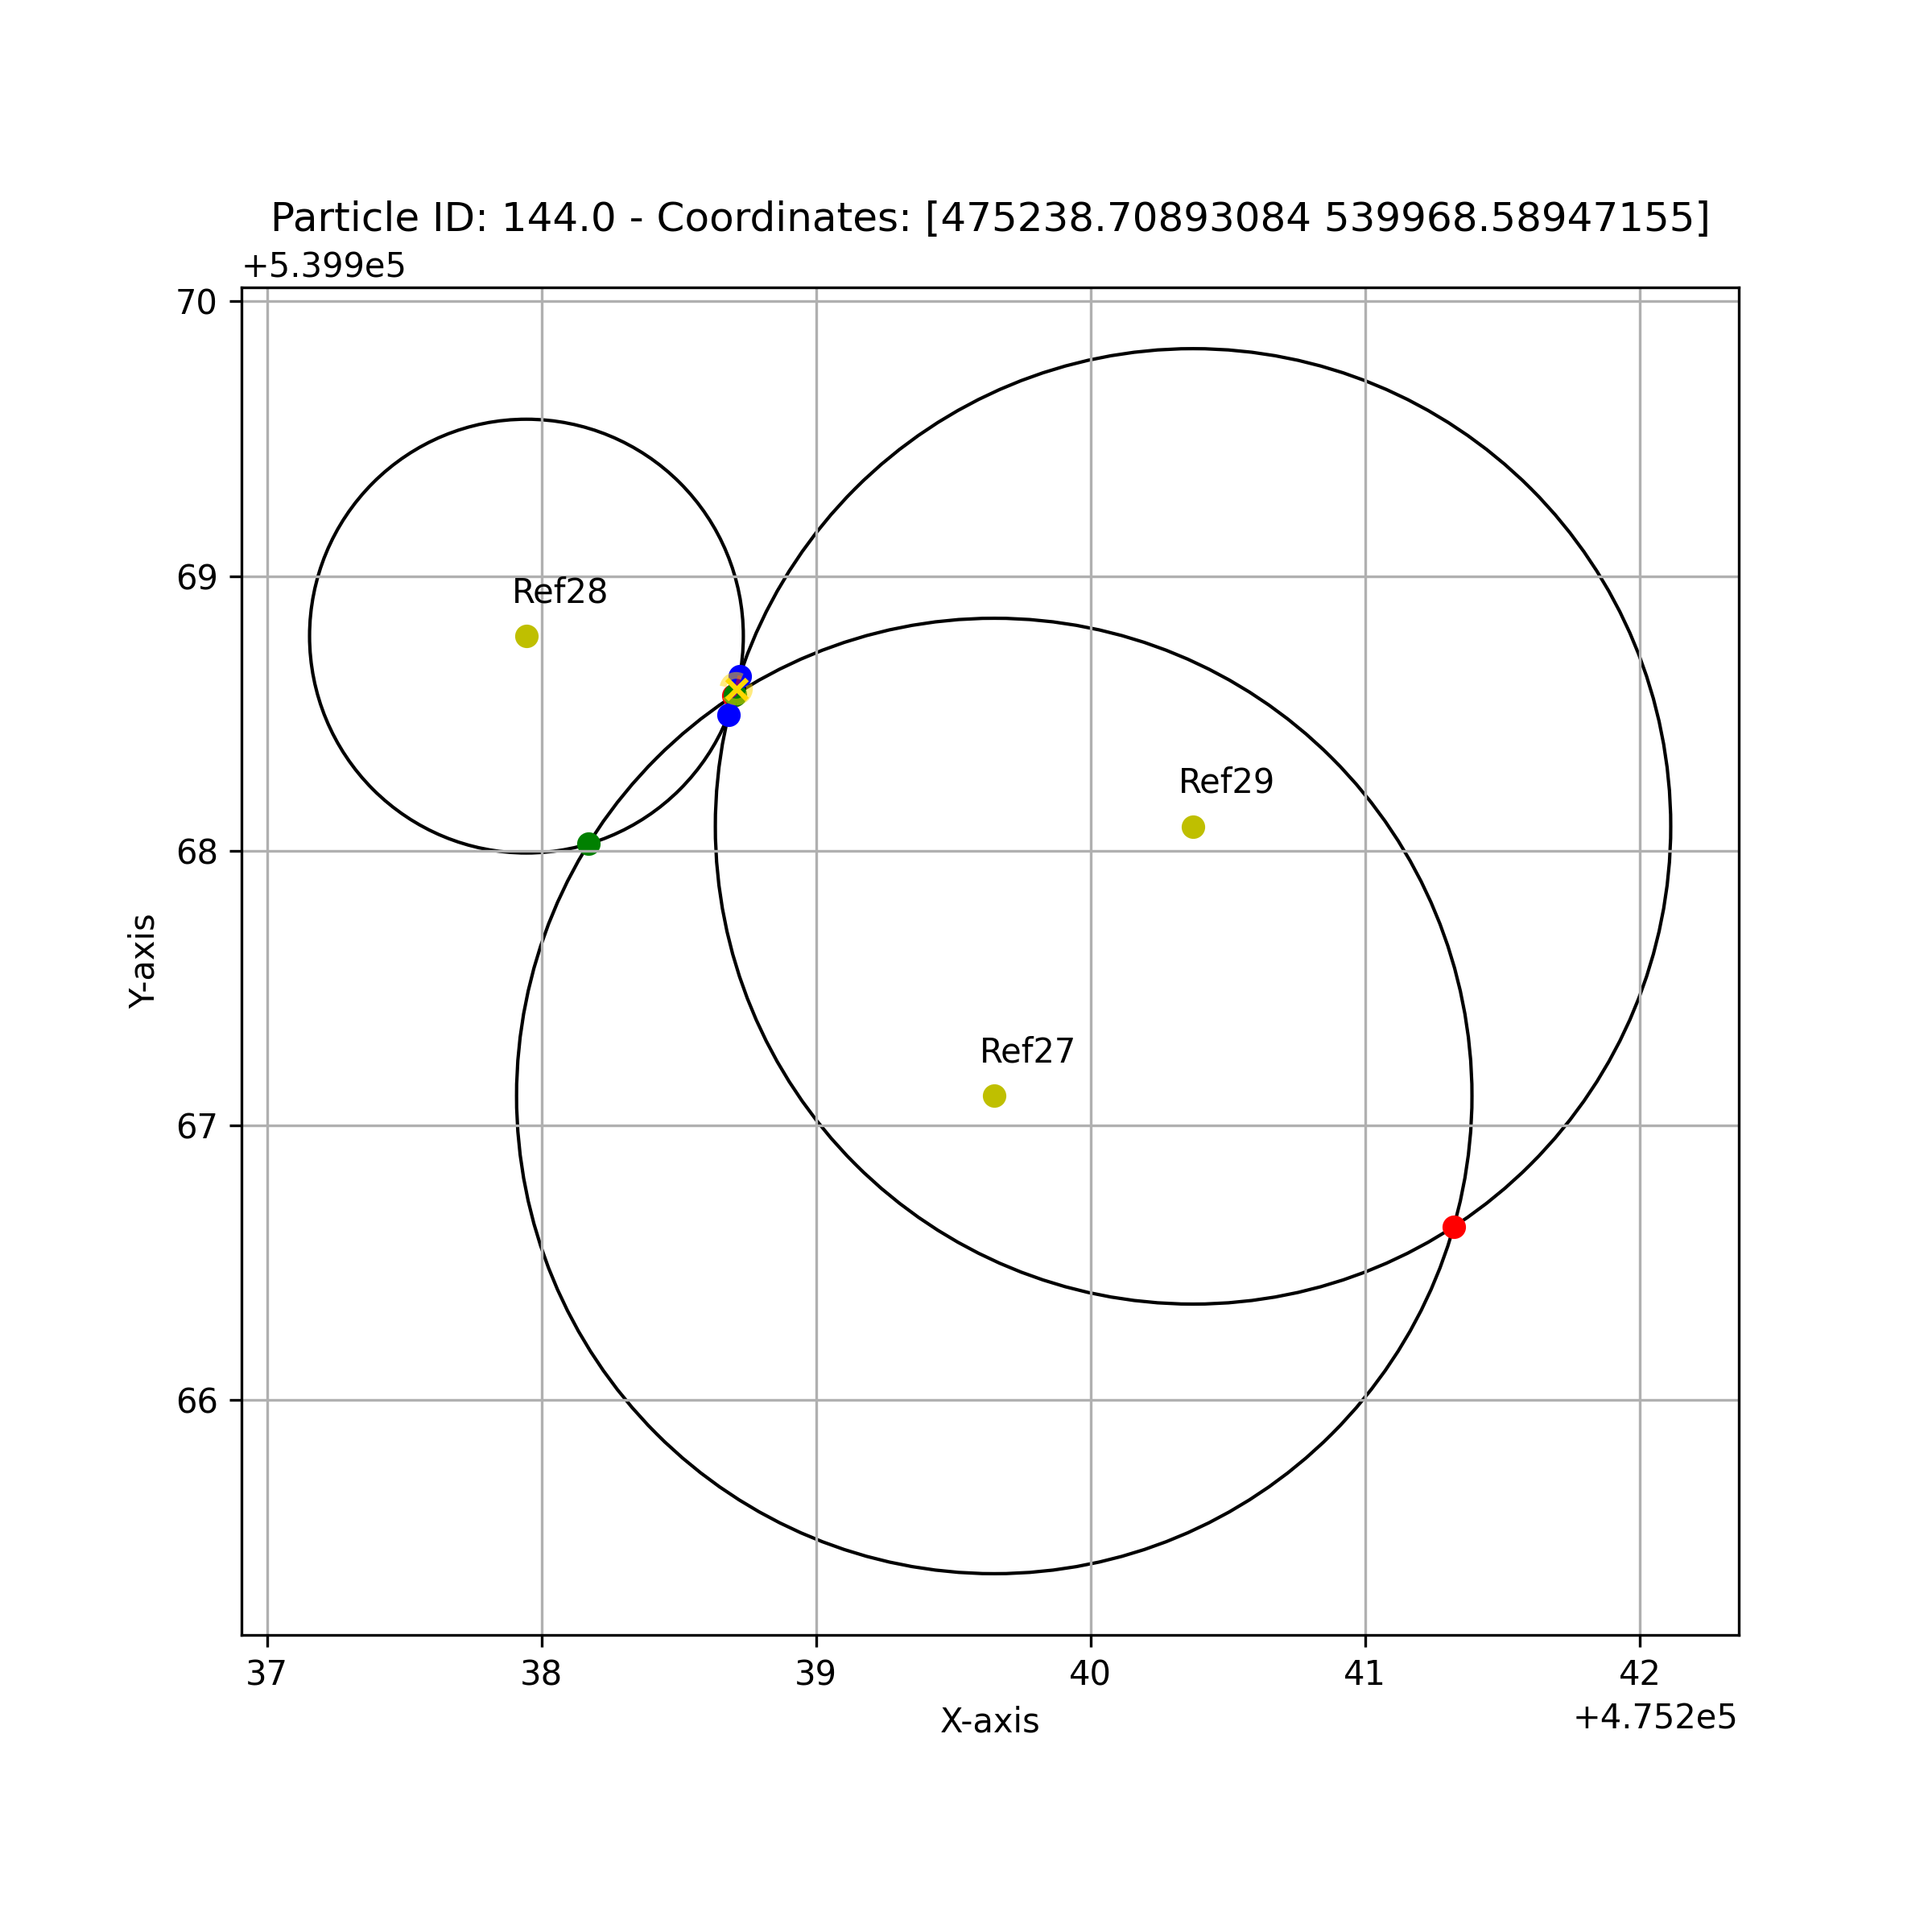 Particle ID: 144.0 - Coordinates: [475238.70893084 539968.58947155]
+5.399e5
70
69
68
67
66
Y-axis
Ref28
Ref29
Ref27
37 38 39 40 41 42
X-axis
+4.752e5